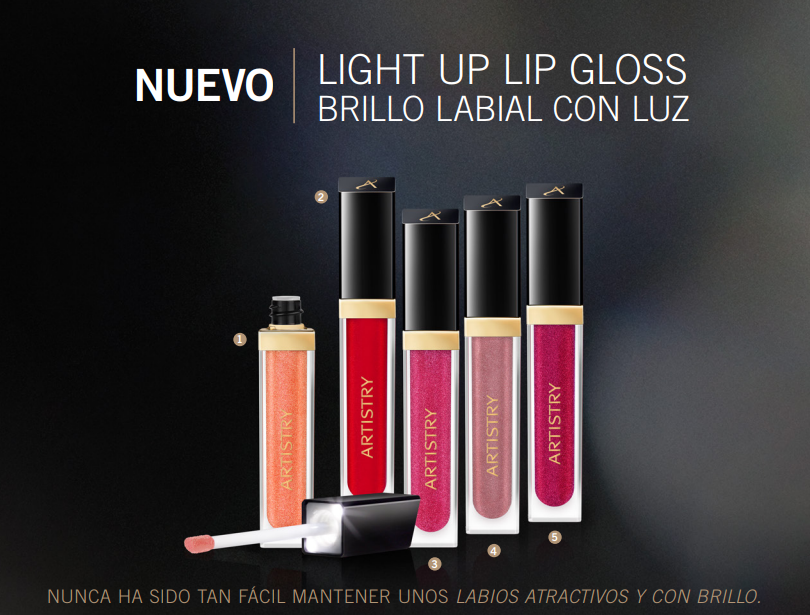 NUEVO
LIGHT UP LIP GLOSS
BRILLO LABIAL CON LUZ
2
1
ARTISTRY
ARTISTRY
ARTISTRY
ARTISTRY
ARTISTRY
3
4
5
NUNCA HA SIDO TAN FÁCIL MANTENER UNOS LABIOS ATRACTIVOS Y CON BRILLO.